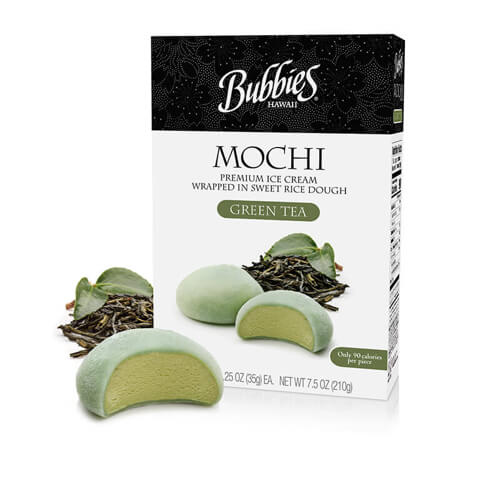 Bubbies®
HAWAII
MOCHI
PREMIUM ICE CREAM
WRAPPED IN SWEET RICE DOUGH
GREEN TEA
Only 90 calories
per piece
.25 OZ (35g) EA. NET WT 7.5 OZ (210g)